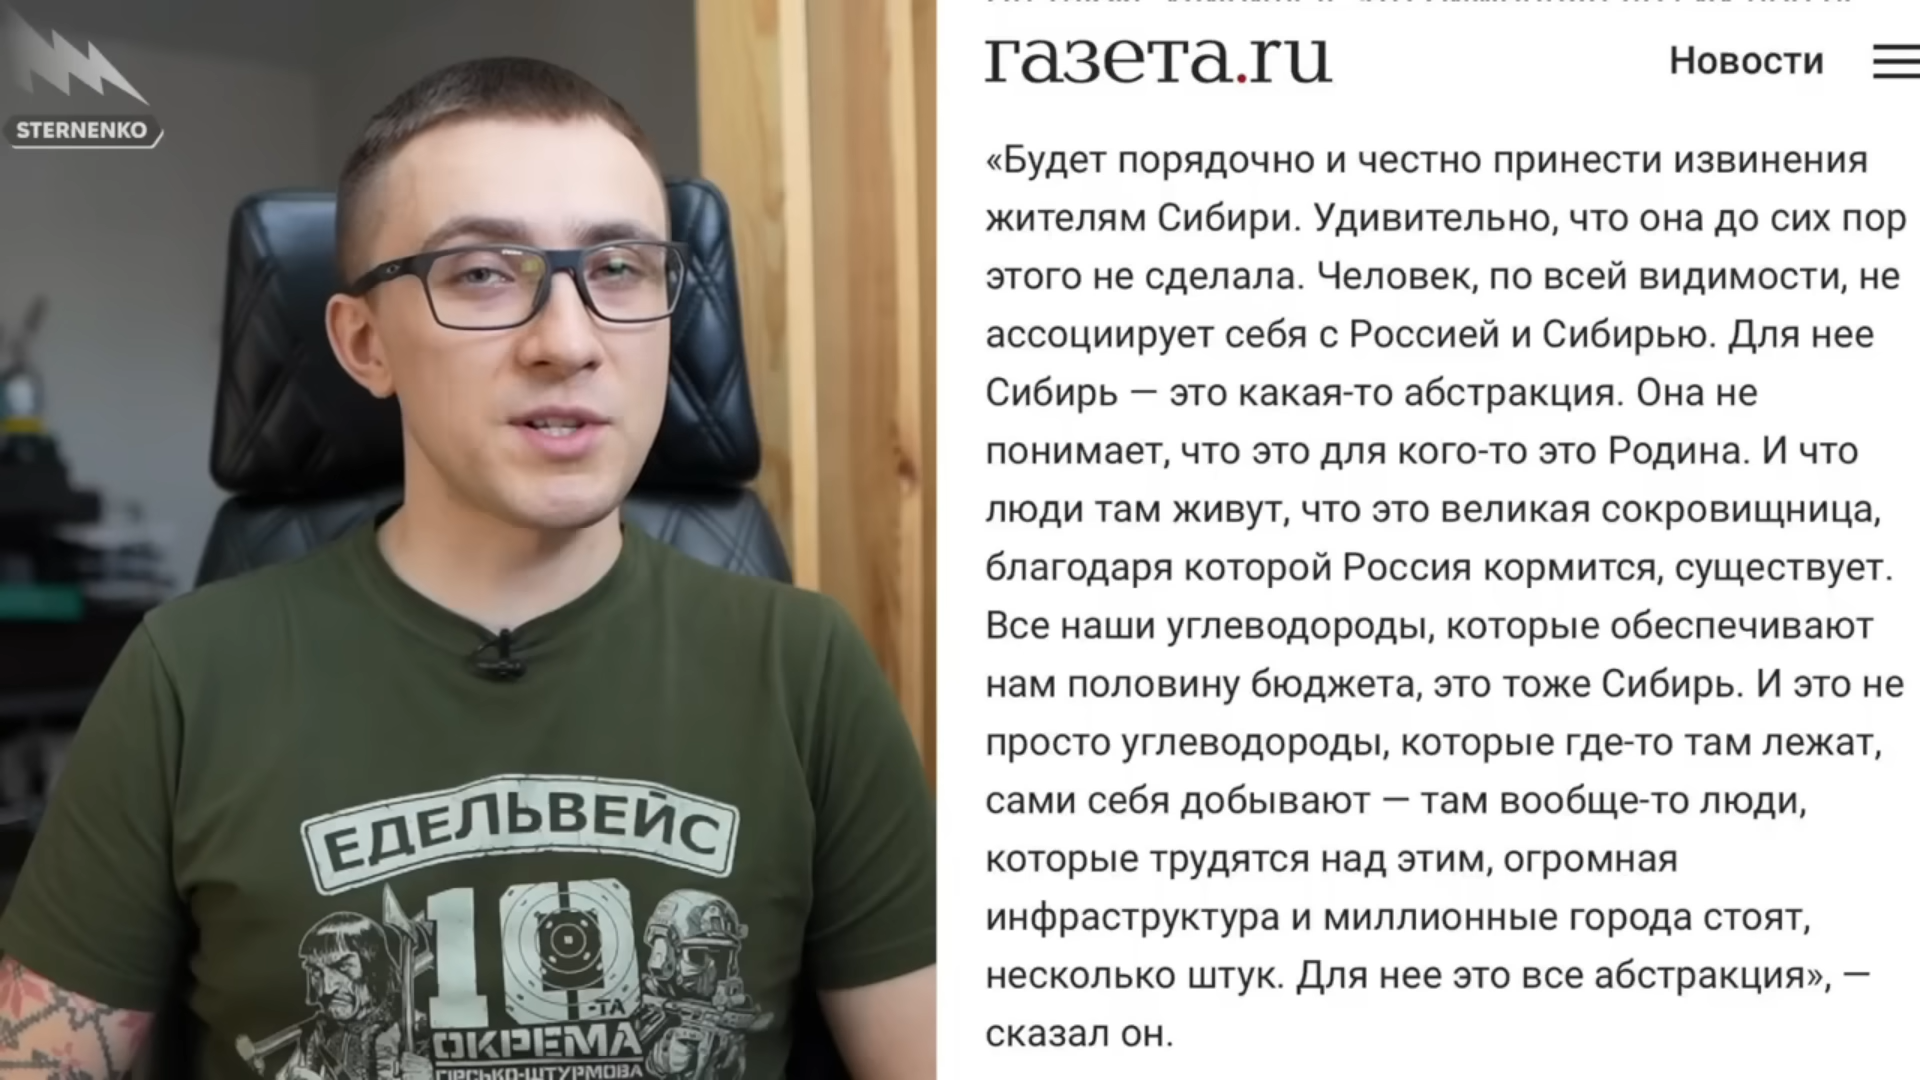 STERNENKO
ЕДЕЛЬВЕЙС
10
-ТА
ОКРЕМА
ГІРСЬКО-ШТУРМОВА
газета.ru
Новости
«Будет порядочно и честно принести извинения
жителям Сибири. Удивительно, что она до сих пор
этого не сделала. Человек, по всей видимости, не
ассоциирует себя с Россией и Сибирью. Для нее
Сибирь — это какая-то абстракция. Она не
понимает, что это для кого-то это Родина. И что
люди там живут, что это великая сокровищница,
благодаря которой Россия кормится, существует.
Все наши углеводороды, которые обеспечивают
нам половину бюджета, это тоже Сибирь. И это не
просто углеводороды, которые где-то там лежат,
сами себя добывают — там вообще-то люди,
которые трудятся над этим, огромная
инфраструктура и миллионные города стоят,
несколько штук. Для нее это все абстракция», —
сказал он.